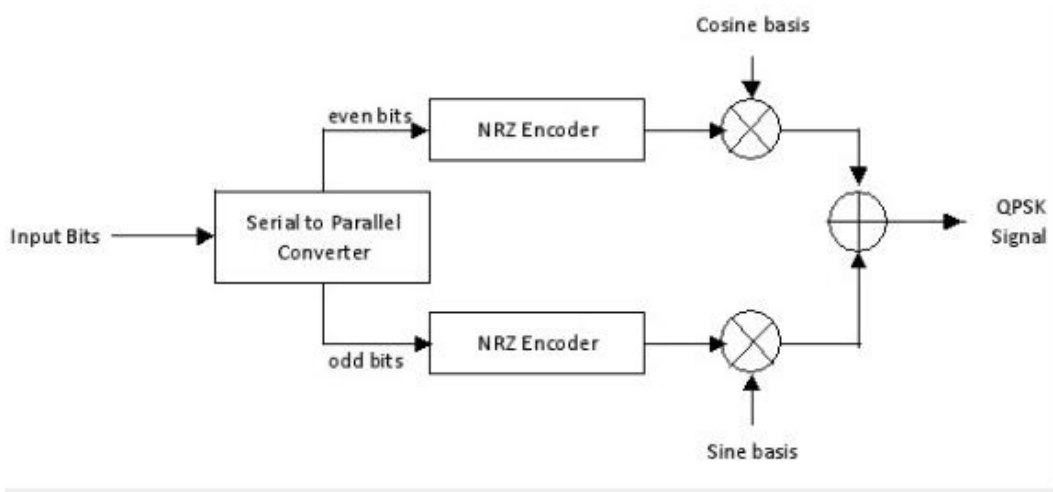 Cosine basis
even bits
NRZ Encoder
Input Bits
Serial to Parallel
Converter
QPSK
Signal
odd bits
NRZ Encoder
Sine basis